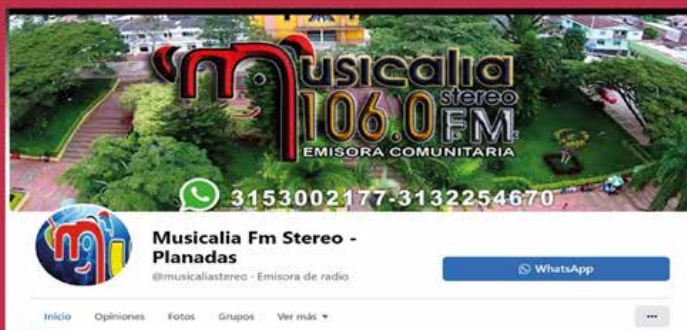 musicalia
stereo
106.0 F.M.
EMISORA COMUNITARIA
3153002177-3132254670
Musicalia Fm Stereo -
Planadas
@musicaliastereo · Emisora de radio
WhatsApp
Inicio Opiniones Fotos Grupos Ver más